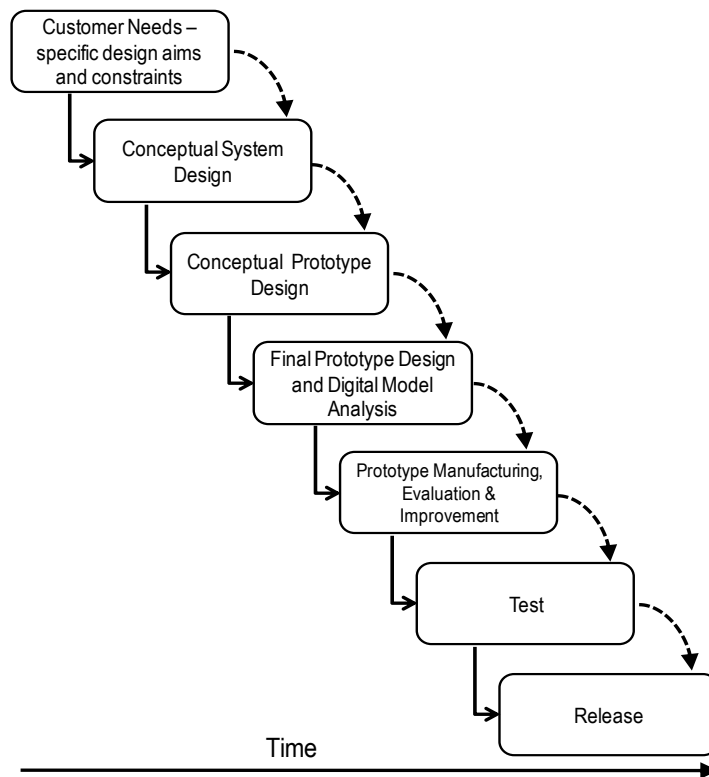 Customer Needs –
specific design aims
and constraints
Conceptual System
Design
Conceptual Prototype
Design
Final Prototype Design
and Digital Model
Analysis
Prototype Manufacturing,
Evaluation &
Improvement
Test
Release
Time